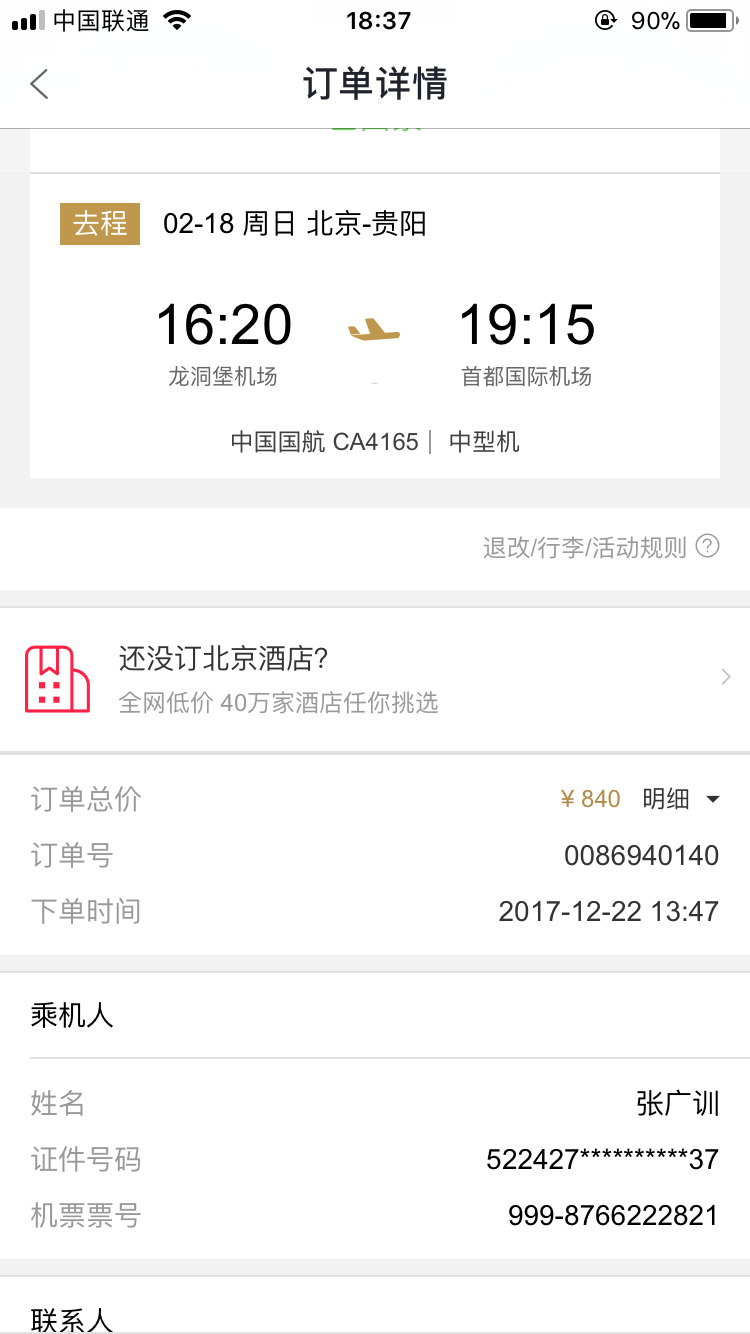 中国联通 18:37 90%
订单详情
去程 02-18 周日 北京-贵阳
16:20 19:15
龙洞堡机场 首都国际机场
中国国航 CA4165 | 中型机
退改/行李/活动规则 ?
还没订北京酒店?
全网低价 40万家酒店任你挑选
订单总价 ¥ 840 明细
订单号 0086940140
下单时间 2017-12-22 13:47
乘机人
姓名 张广训
证件号码 522427**********37
机票票号 999-8766222821
联系人